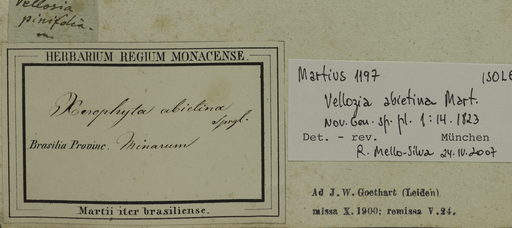 Vellosia
pinifolia
m.
HERBARIUM REGIUM MONACENSE.
Xerophyta abietina
Sprgl.
Brasilia Provinc. Minarum
Martii iter brasiliense.
Martius 1197 (SOLE
Vellozia abietina Mart.
Nov. Gen. sp. pl. 1:14. 1823
Det. - rev. München
R. Mello-Silva 24.IV.2007
Ad J. W. Goethart (Leiden)
missa X. 1900; remissa V. 24.